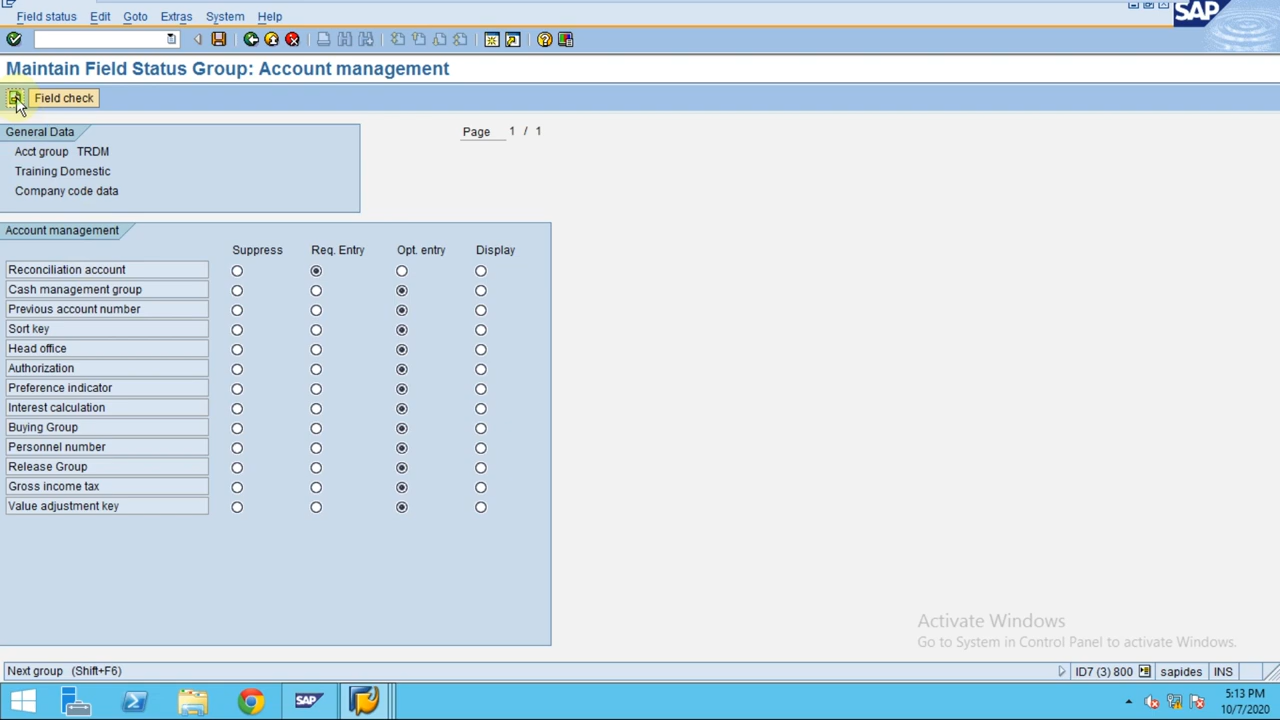 Field status Edit Goto Extras System Help
SAP
Maintain Field Status Group: Account management
Field check
General Data
Page 1 / 1
Acct group TRDM
Training Domestic
Company code data
Account management
Suppress Req. Entry Opt. entry Display
Reconciliation account
Cash management group
Previous account number
Sort key
Head office
Authorization
Preference indicator
Interest calculation
Buying Group
Personnel number
Release Group
Gross income tax
Value adjustment key
Activate Windows
Go to System in Control Panel to activate Windows.
Next group (Shift+F6)
ID7 (3) 800 sapides INS
SAP
5:13 PM
10/7/2020